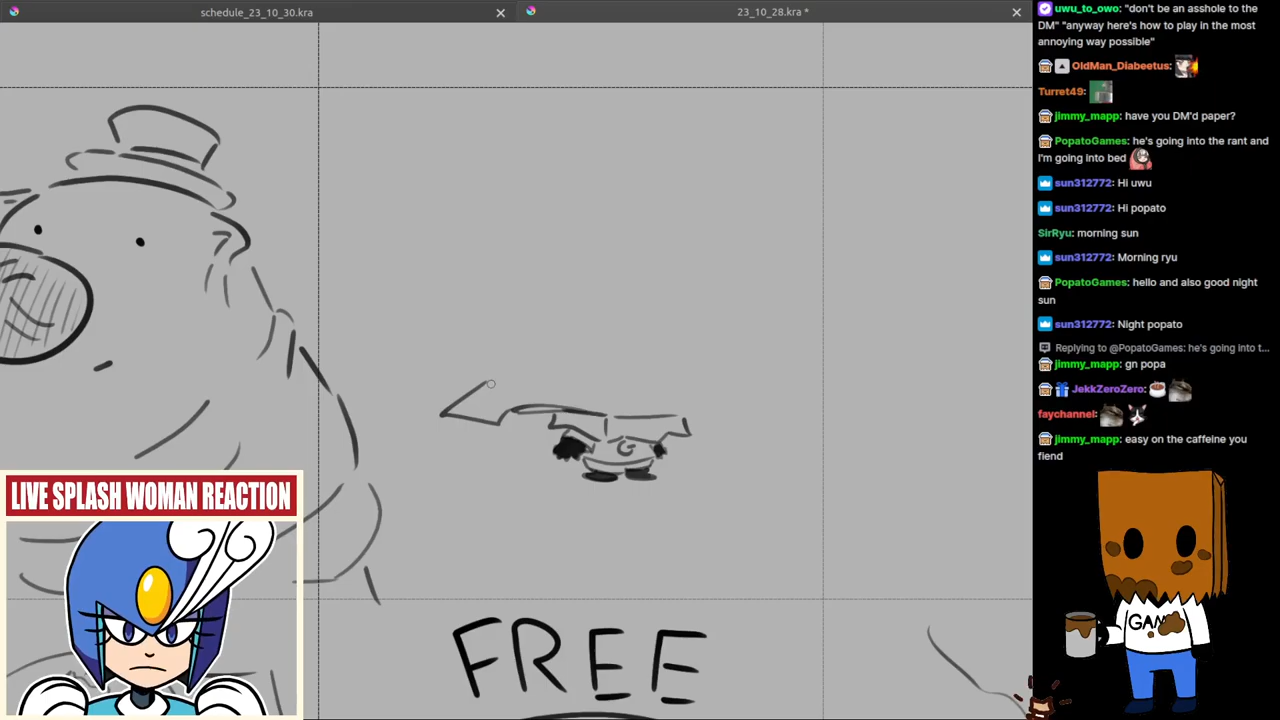 schedule_23_10_30.kra
23_10_28.kra *
uwu_to_owo: "don't be an asshole to the
DM" "anyway here's how to play in the most
annoying way possible"
OldMan_Diabeetus:
Turret49:
jimmy_mapp: have you DM'd paper?
PopatoGames: he's going into the rant and
I'm going into bed
sun312772: Hi uwu
sun312772: Hi popato
SirRyu: morning sun
sun312772: Morning ryu
PopatoGames: hello and also good night
sun
sun312772: Night popato
Replying to @PopatoGames: he's going into t...
jimmy_mapp: gn popa
JekkZeroZero:
faychannel:
jimmy_mapp: easy on the caffeine you
fiend
G
FREE
LIVE SPLASH WOMAN REACTION
GAM